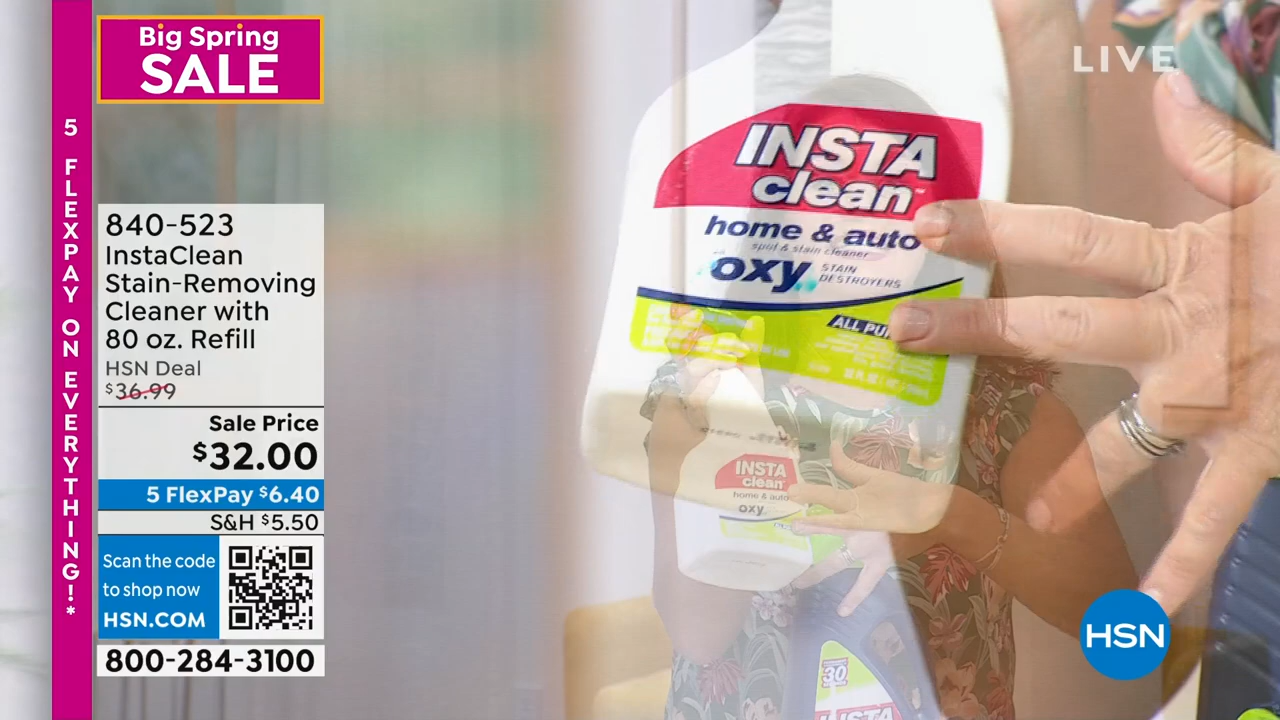 Big Spring
SALE
LIVE
5 FLEXPAY ON EVERYTHING!*
840-523
InstaClean
Stain-Removing
Cleaner with
80 oz. Refill
HSN Deal
$36.99
Sale Price
$32.00
5 FlexPay $6.40
S&H $5.50
Scan the code
to shop now
HSN.COM
800-284-3100
INSTA
clean™
home & auto
spot & stain cleaner
oxy STAIN
DESTROYERS
ALL
INSTA
clean
home & auto
oxy
30
INSTA
HSN